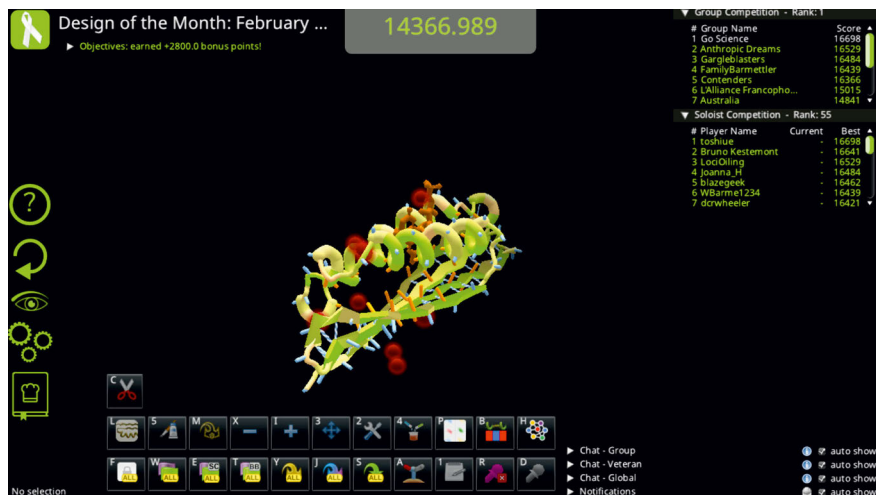 Design of the Month: February ...
Objectives: earned +2800.0 bonus points!
14366.989
Group Competition - Rank: 1
# Group Name Score
1 Go Science 16698
2 Anthropic Dreams 16529
3 Gargleblasters 16484
4 FamilyBarmettler 16439
5 Contenders 16366
6 L'Alliance Francopho... 15015
7 Australia 14841
Soloist Competition - Rank: 55
# Player Name Current Best
1 toshiue - 16698
2 Bruno Kestemont - 16641
3 LociOiling - 16529
4 Joanna_H - 16484
5 blazegeek - 16462
6 WBarme1234 - 16439
7 dcrwheeler - 16421
?
C
L 5 M X I 3 2 4 P B H
F W E T Y J S A 1 R D
ALL ALL SC ALL BB ALL ALL ALL ALL
Chat - Group auto show
Chat - Veteran auto show
Chat - Global auto show
Notifications auto show
No selection